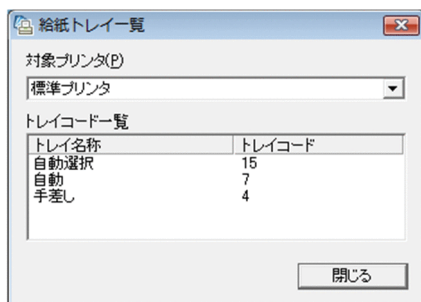 給紙トレイ一覧
対象プリンタ(P)
標準プリンタ
トレイコード一覧
トレイ名称 トレイコード
自動選択 15
自動 7
手差し 4
閉じる